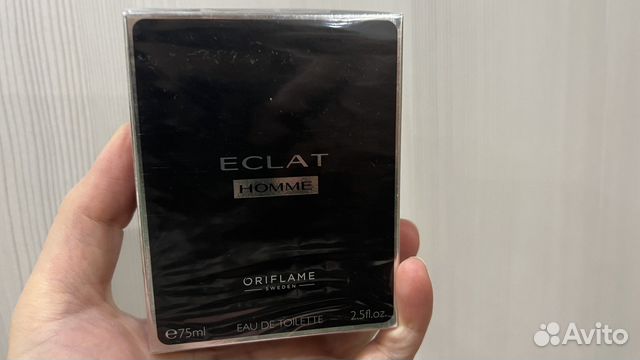 ECLAT
HOMME
ORIFLAME
SWEDEN
℮75ml EAU DE TOILETTE 2.5fl.oz.
Avito